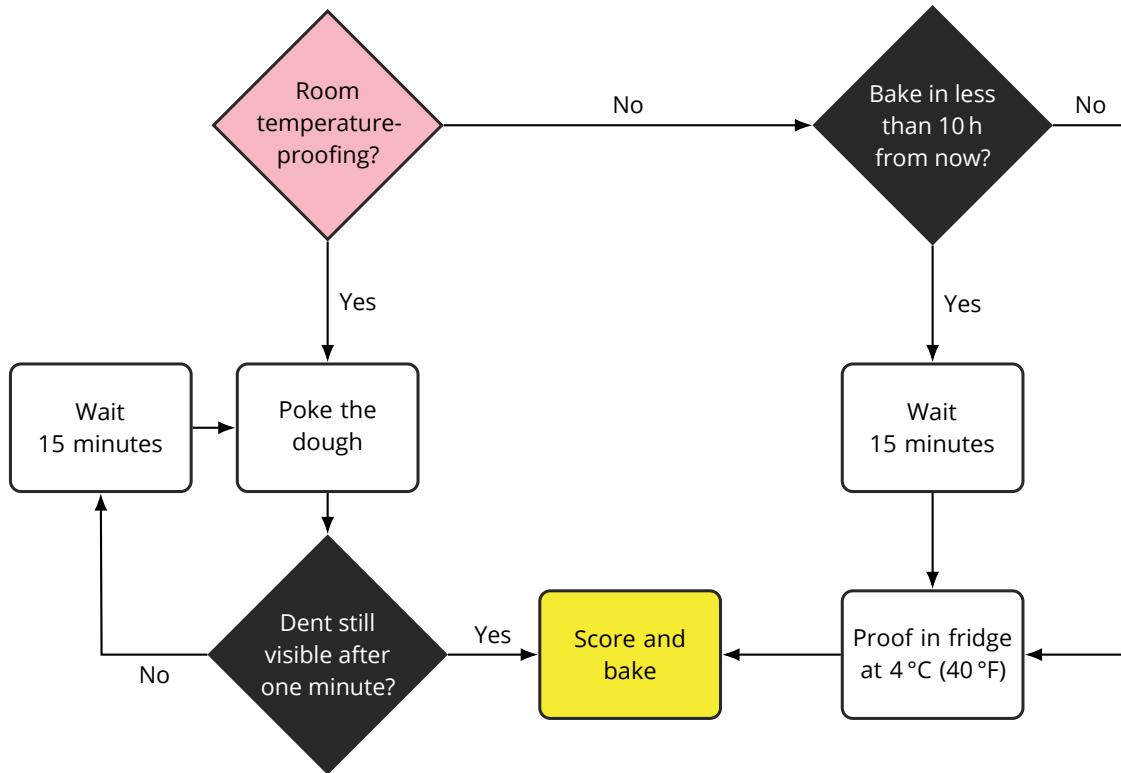 Room
temperature-
proofing?
No
Bake in less
than 10 h
from now?
No
Yes
Yes
Wait
15 minutes
Poke the
dough
Wait
15 minutes
Dent still
visible after
one minute?
No
Yes
Score and
bake
Proof in fridge
at 4 °C (40 °F)